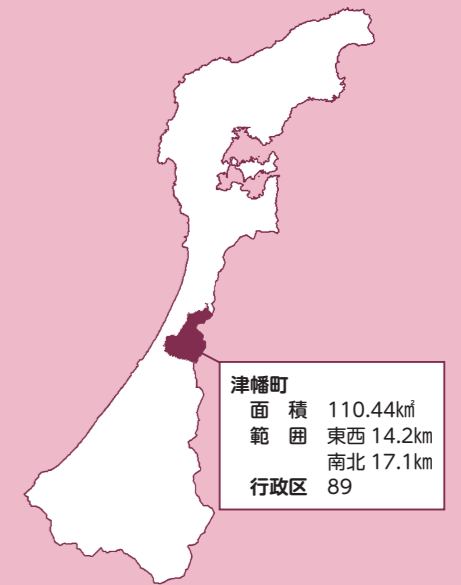 津幡町
面 積 110.44k㎡
範 囲 東西 14.2km
南北 17.1km
行政区 89